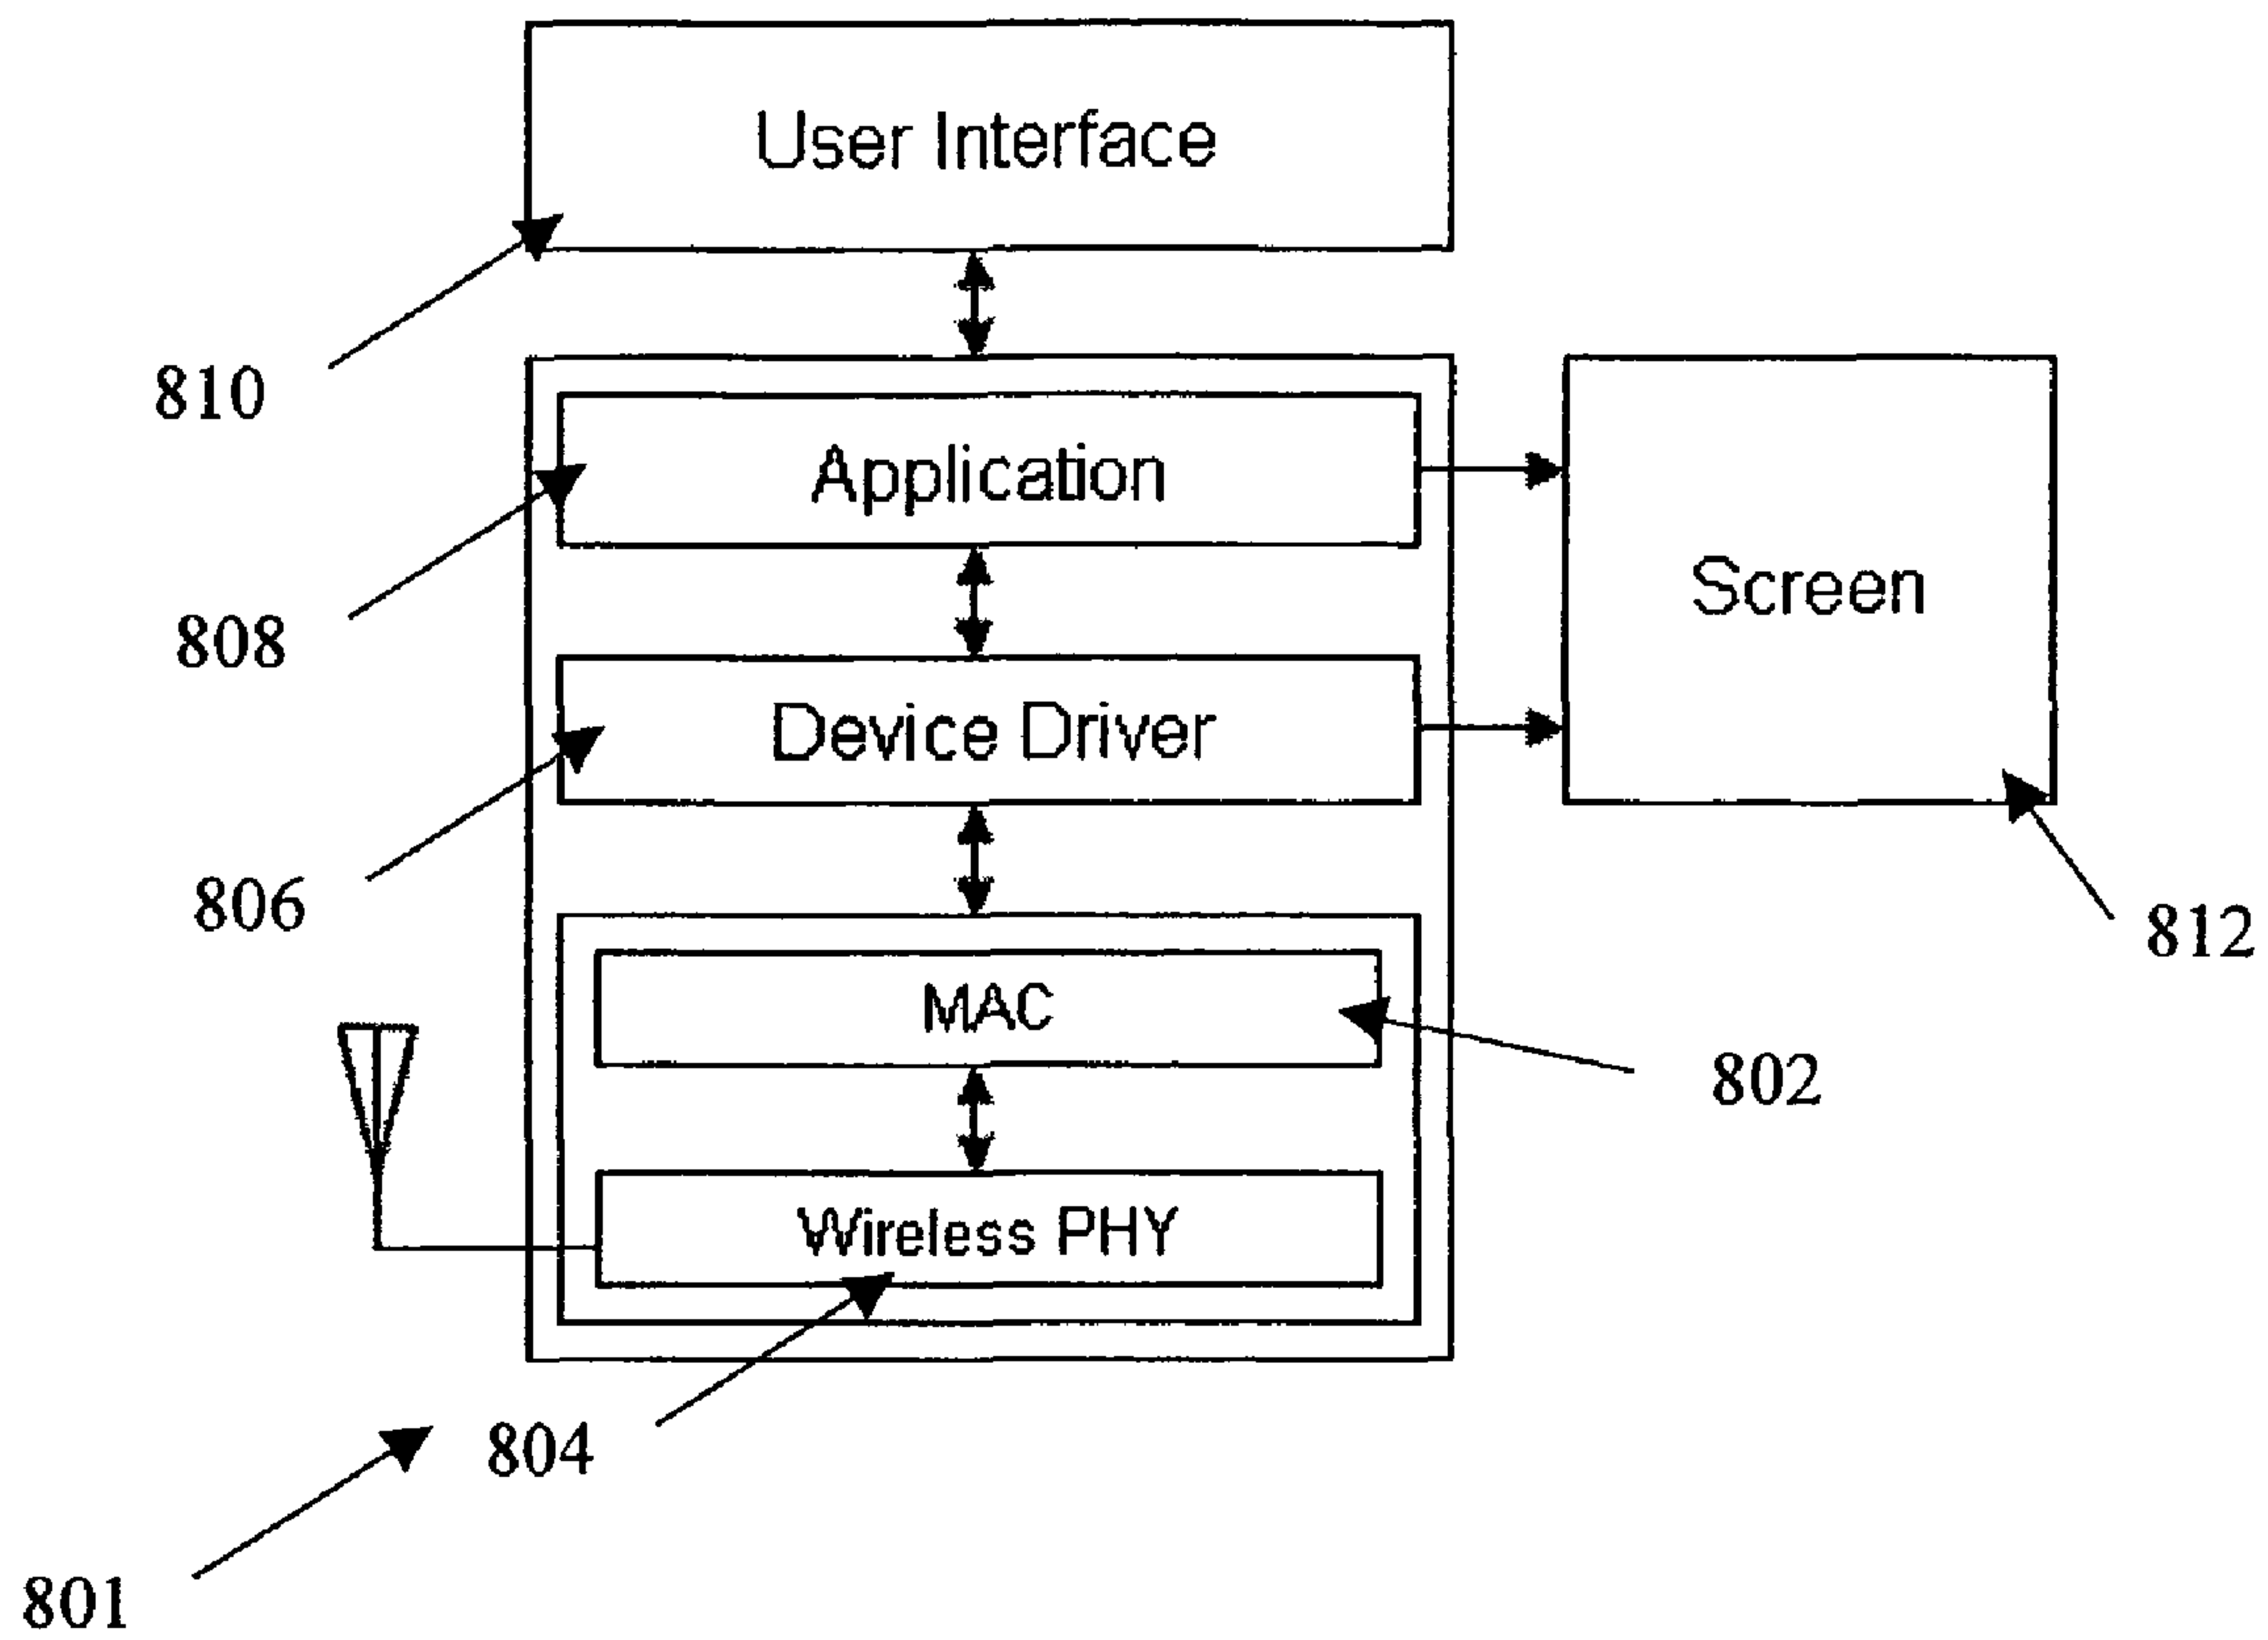 User Interface
810
Application
808
Screen
Device Driver
806
812
MAC
802
Wireless PHY
804
801